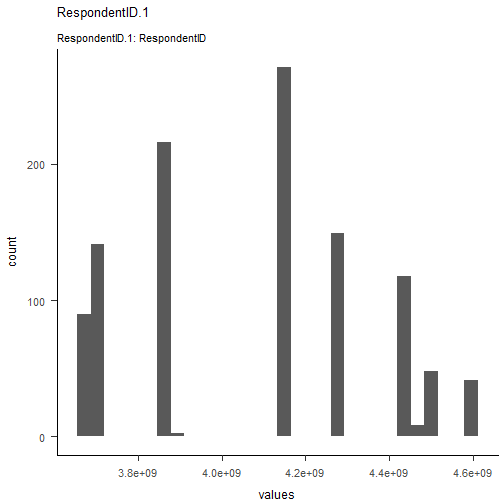 RespondentID.1
RespondentID.1: RespondentID
count
200
100
0
3.8e+09 4.0e+09 4.2e+09 4.4e+09 4.6e+09
values